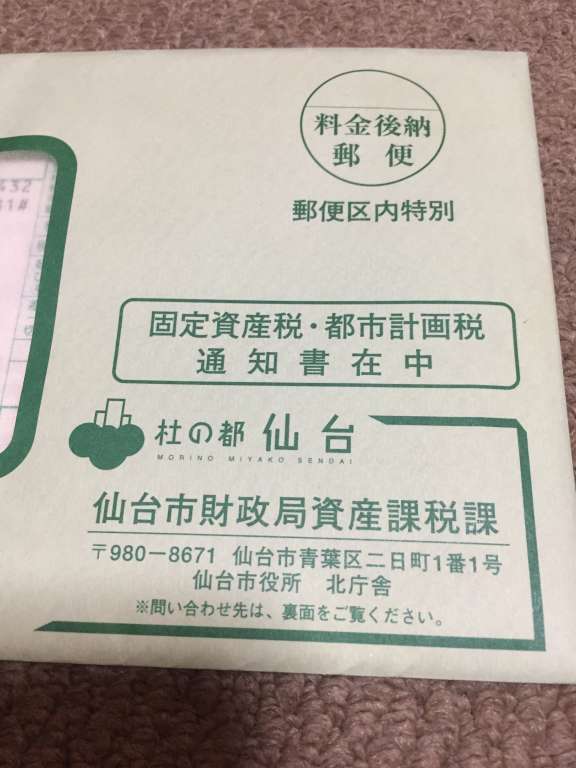 料金後納
郵便
郵便区内特別
432
31#
固定資産税・都市計画税
通知書在中
杜の都 仙台
MORINO MIYAKO SENDAI
仙台市財政局資産課税課
〒980-8671 仙台市青葉区二日町1番1号
仙台市役所 北庁舎
※問い合わせ先は、裏面をご覧ください。